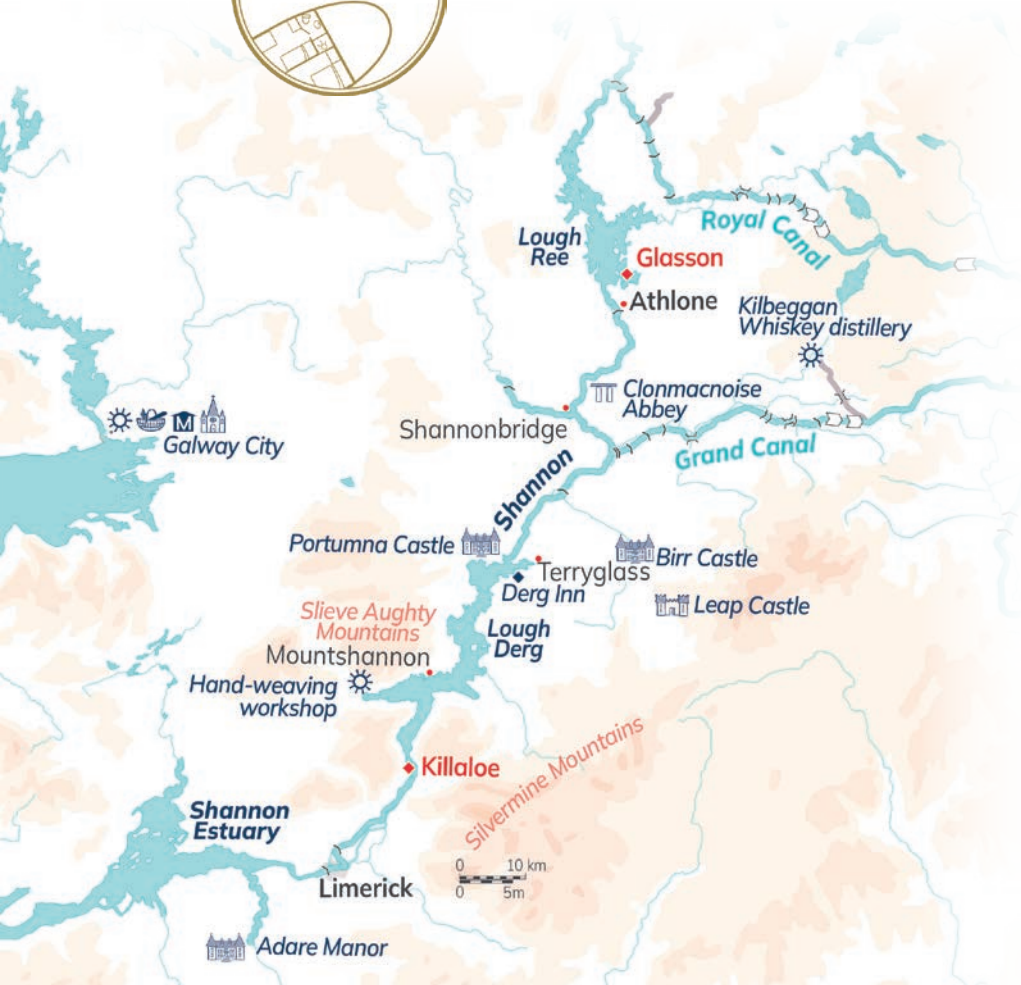 Royal Canal
Lough
Ree
Glasson
Athlone
Kilbeggan
Whiskey distillery
Clonmacnoise
Abbey
Shannonbridge
M
Galway City
Grand Canal
Shannon
Portumna Castle
Birr Castle
Terryglass
Derg Inn
Leap Castle
Slieve Aughty
Mountains
Lough
Derg
Mountshannon
Hand-weaving
workshop
Killaloe
Silvermine Mountains
Shannon
Estuary
0 10 km
0 5m
Limerick
Adare Manor